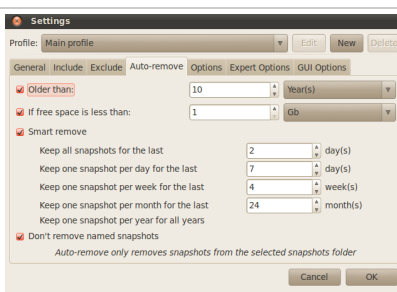 Settings
Profile: Main profile Edit New Delete
General Include Exclude Auto-remove Options Expert Options GUI Options
Older than: 10 Year(s)
If free space is less than: 1 Gb
Smart remove
Keep all snapshots for the last 2 day(s)
Keep one snapshot per day for the last 7 day(s)
Keep one snapshot per week for the last 4 week(s)
Keep one snapshot per month for the last 24 month(s)
Keep one snapshot per year for all years
Don't remove named snapshots
Auto-remove only removes snapshots from the selected snapshots folder
Cancel OK